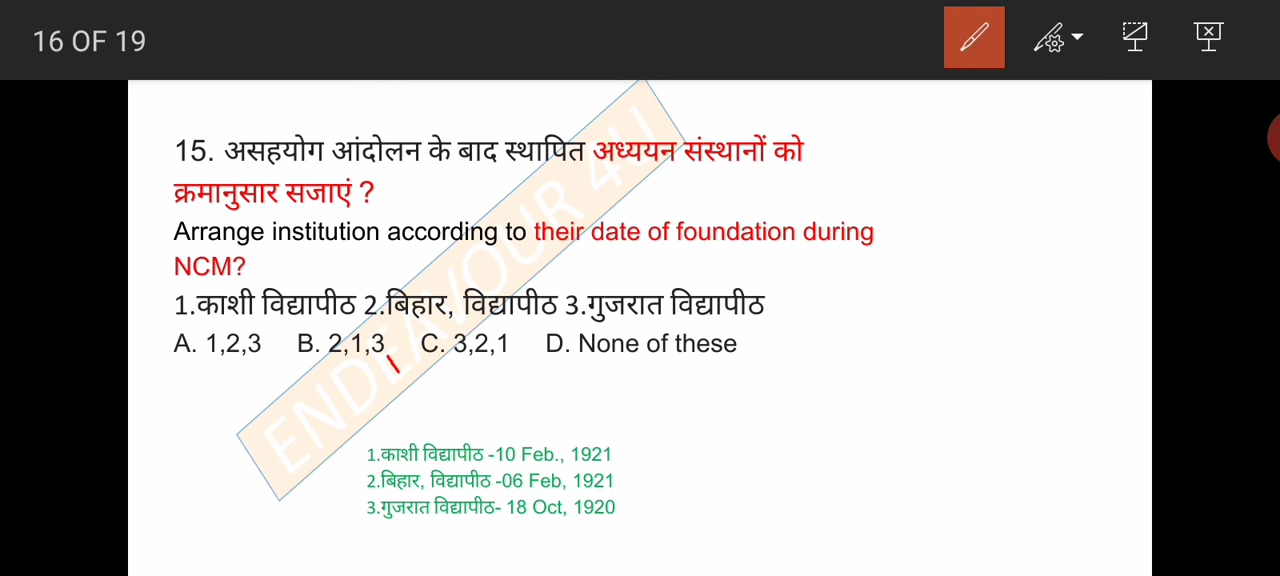 16 OF 19
15. असहयोग आंदोलन के बाद स्थापित अध्ययन संस्थानों को
क्रमानुसार सजाएं ?
Arrange institution according to their date of foundation during
NCM?
1.काशी विद्यापीठ 2.बिहार, विद्यापीठ 3.गुजरात विद्यापीठ
A. 1,2,3 B. 2,1,3 C. 3,2,1 D. None of these
ENDEAVOUR 4U
1.काशी विद्यापीठ -10 Feb., 1921
2.बिहार, विद्यापीठ -06 Feb, 1921
3.गुजरात विद्यापीठ- 18 Oct, 1920